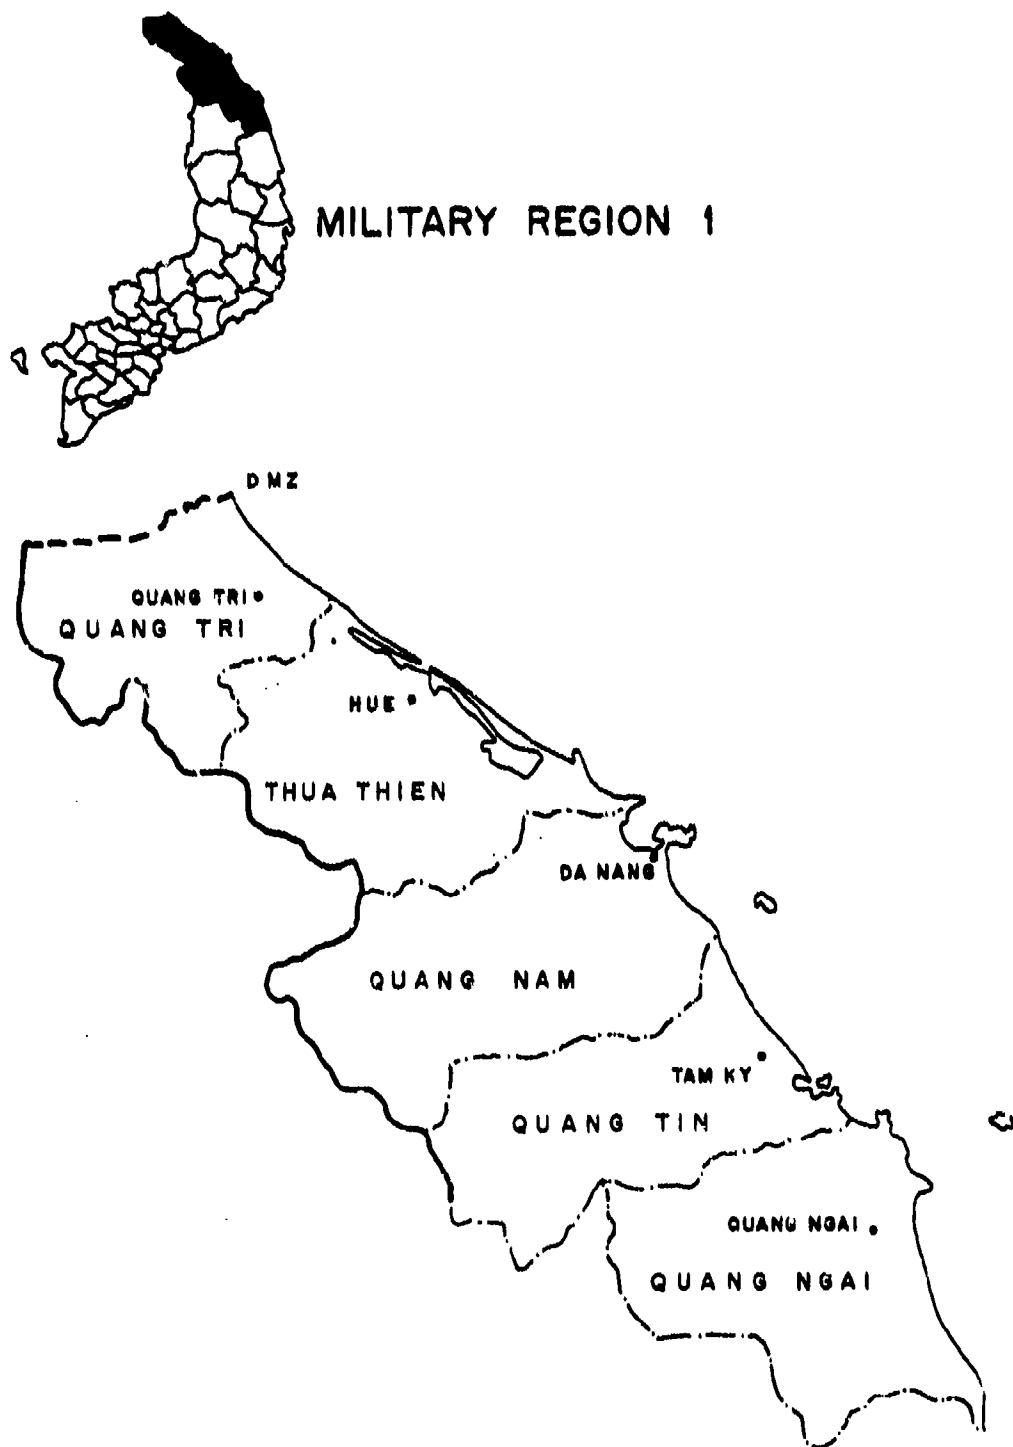 MILITARY REGION 1
DMZ
QUANG TRI
QUANG TRI
HUE
THUA THIEN
DA NANG
QUANG NAM
TAM KY
QUANG TIN
QUANG NGAI
QUANG NGAI